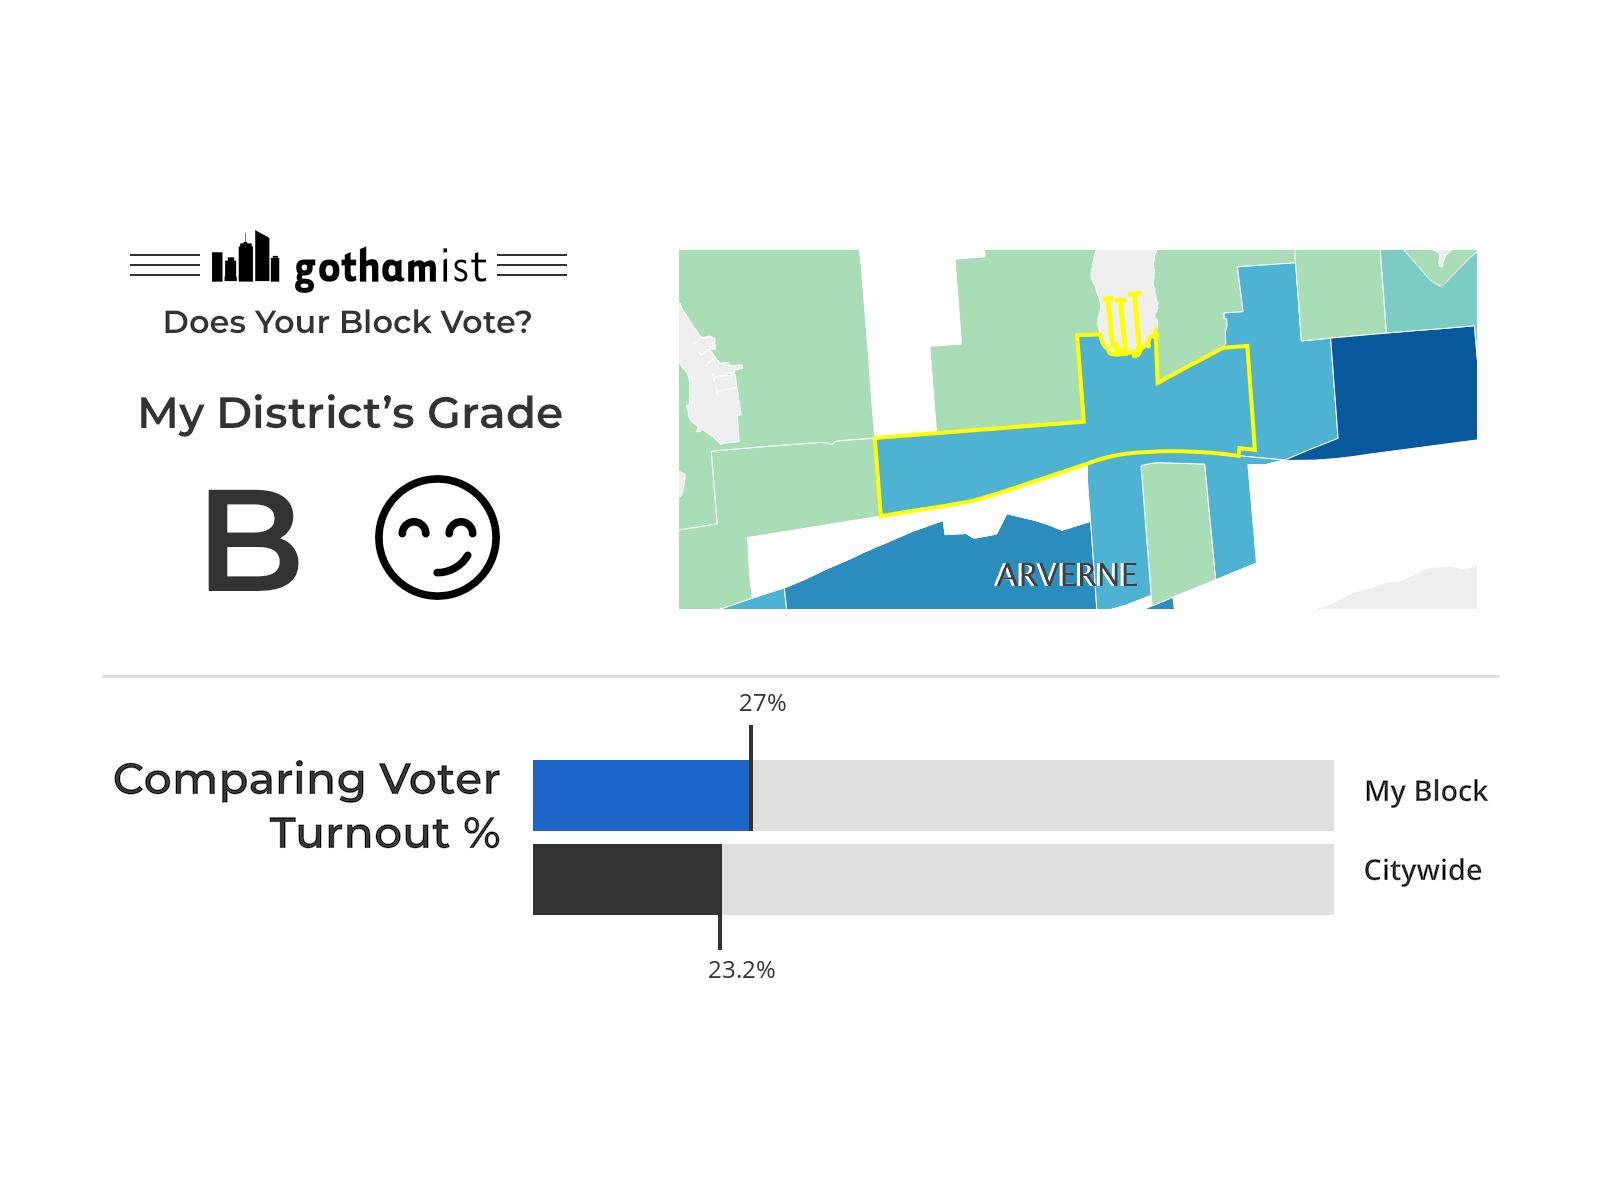 gothamist
Does Your Block Vote?
My District’s Grade
B
ARVERNE
27%
Comparing Voter
Turnout %
My Block
Citywide
23.2%